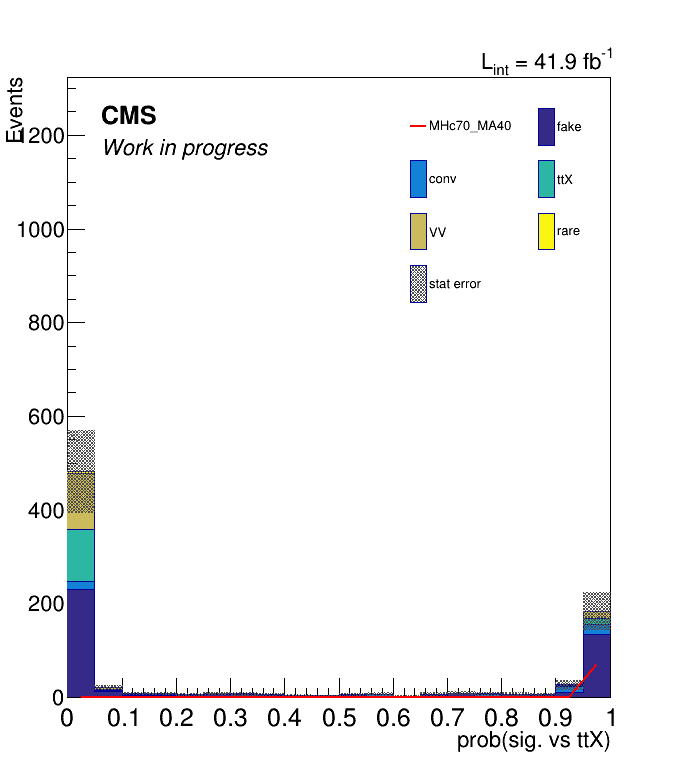 L_int = 41.9 fb^-1
Events
CMS
Work in progress
MHc70_MA40
fake
conv
ttX
VV
rare
stat error
1200
1000
800
600
400
200
0
0 0.1 0.2 0.3 0.4 0.5 0.6 0.7 0.8 0.9 1
prob(sig. vs ttX)